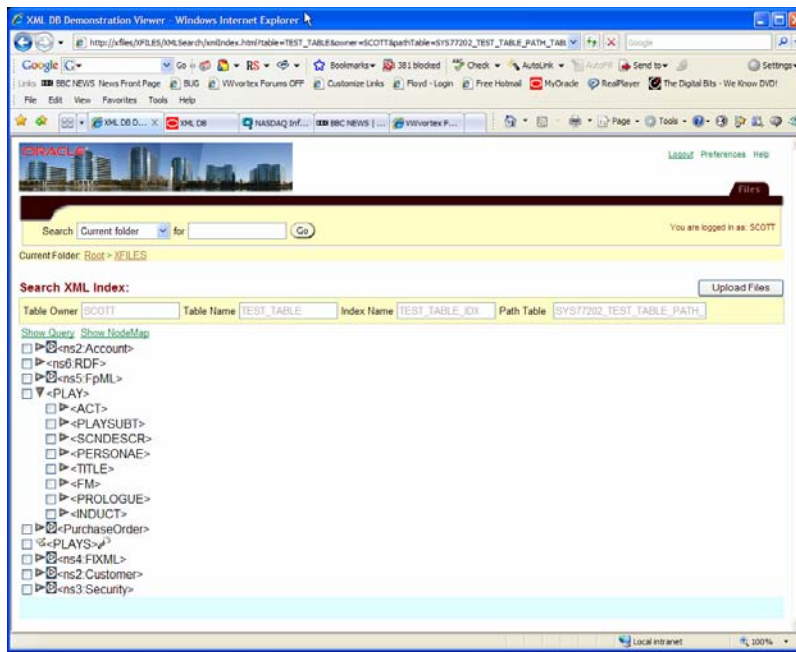 XML DB Demonstration Viewer - Windows Internet Explorer
http://xfiles/XFILES/XMLSearch/xmlIndex.html?table=TEST_TABLE&owner=SCOTT&pathTable=SYS77202_TEST_TABLE_PATH_TABL
Google
Google G Go RS Bookmarks 381 blocked Check AutoLink AutoFill Send to Settings
Links BBC NEWS News Front Page BUG VWvortex Forums OFF Customize Links Floyd - Login Free Hotmail MyOracle RealPlayer The Digital Bits - We Know DVD!
File Edit View Favorites Tools Help
XML DB D... X XML DB NASDAQ Inf... BBC NEWS | ... VWvortex F... Page Tools
ORACLE
Logout Preferences Help
Files
Search Current folder for Go
You are logged in as: SCOTT
Current Folder: Root > XFILES
Search XML Index:
Upload Files
Table Owner SCOTT Table Name TEST_TABLE Index Name TEST_TABLE_IDX Path Table SYS77202_TEST_TABLE_PATH_
Show Query Show NodeMap
<ns2:Account>
<ns6:RDF>
<ns5:FpML>
<PLAY>
<ACT>
<PLAYSUBT>
<SCNDESCR>
<PERSONAE>
<TITLE>
<FM>
<PROLOGUE>
<INDUCT>
<PurchaseOrder>
<PLAYS>
<ns4:FIXML>
<ns2:Customer>
<ns3:Security>
Local intranet 100%